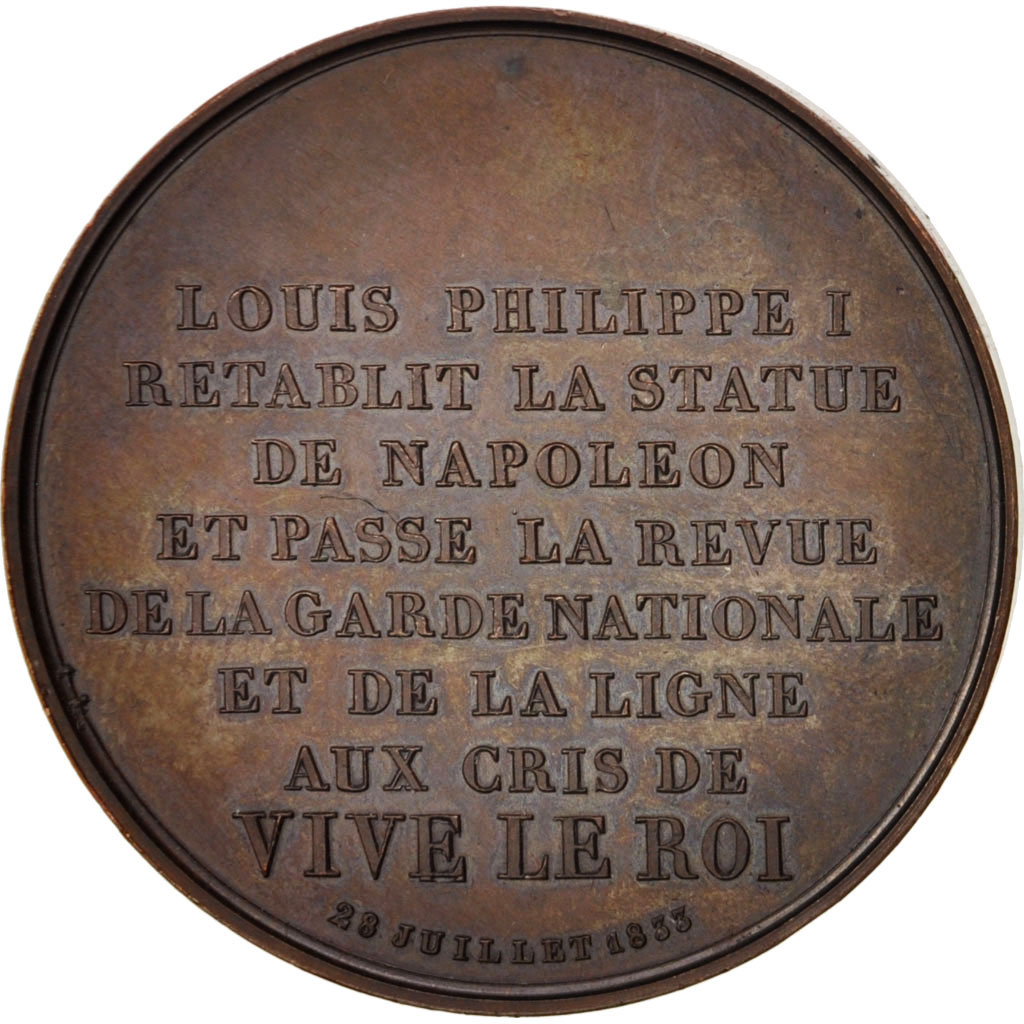 LOUIS PHILIPPE I
RETABLIT LA STATUE
DE NAPOLEON
ET PASSE LA REVUE
DE LA GARDE NATIONALE
ET DE LA LIGNE
AUX CRIS DE
VIVE LE ROI
28 JUILLET 1833